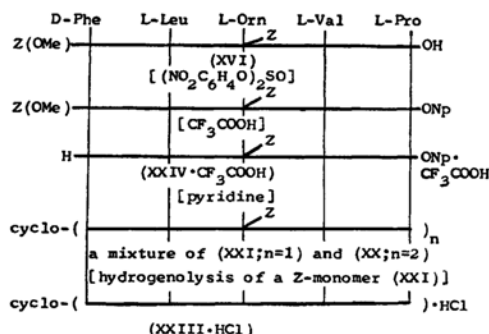 D-Phe L-Leu L-Orn L-Val L-Pro
Z(OMe) Z OH
(XVI)
[(NO2C6H4O)2SO]
Z(OMe) Z ONp
[CF3COOH]
H Z ONp·
(XXIV·CF3COOH) CF3COOH
[pyridine]
cyclo-( Z )n
a mixture of (XXI;n=1) and (XX;n=2)
[hydrogenolysis of a Z-monomer (XXI)]
cyclo-( )·HCl
(XXIII·HCl)